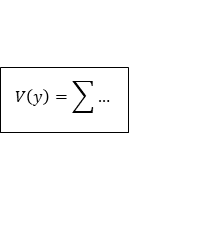 V(y) = ∑ ...